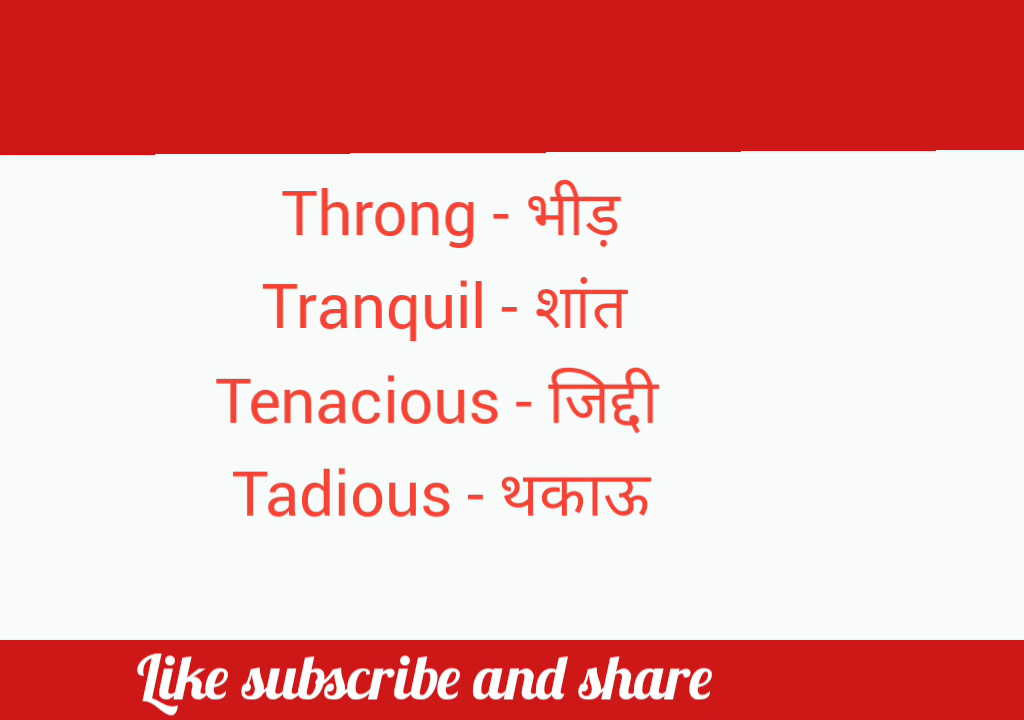 Throng - भीड़
Tranquil - शांत
Tenacious - जिद्दी
Tadious - थकाऊ
Like subscribe and share